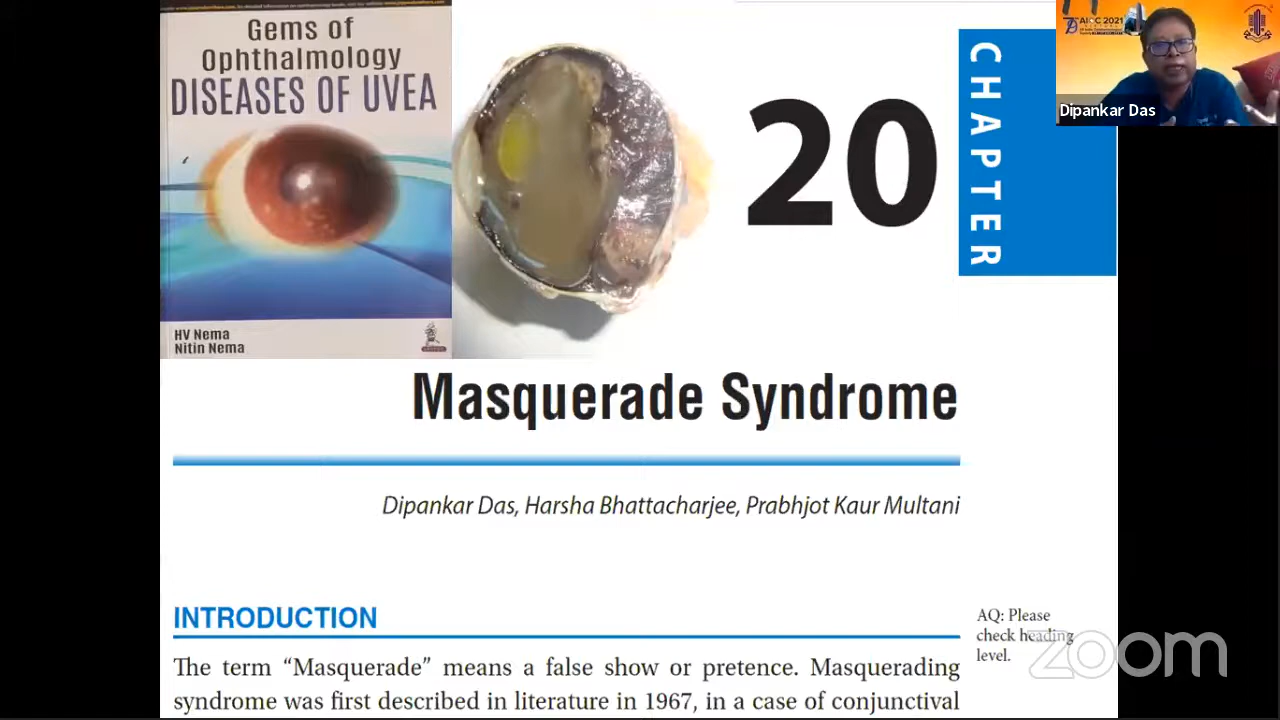 Gems of
Ophthalmology
DISEASES OF UVEA
HV Nema
Nitin Nema
20
CHAPTER
AIOC 2021
Dipankar Das
Masquerade Syndrome
Dipankar Das, Harsha Bhattacharjee, Prabhjot Kaur Multani
INTRODUCTION
The term “Masquerade” means a false show or pretence. Masquerading
syndrome was first described in literature in 1967, in a case of conjunctival
AQ: Please
check heading
level.
zoom